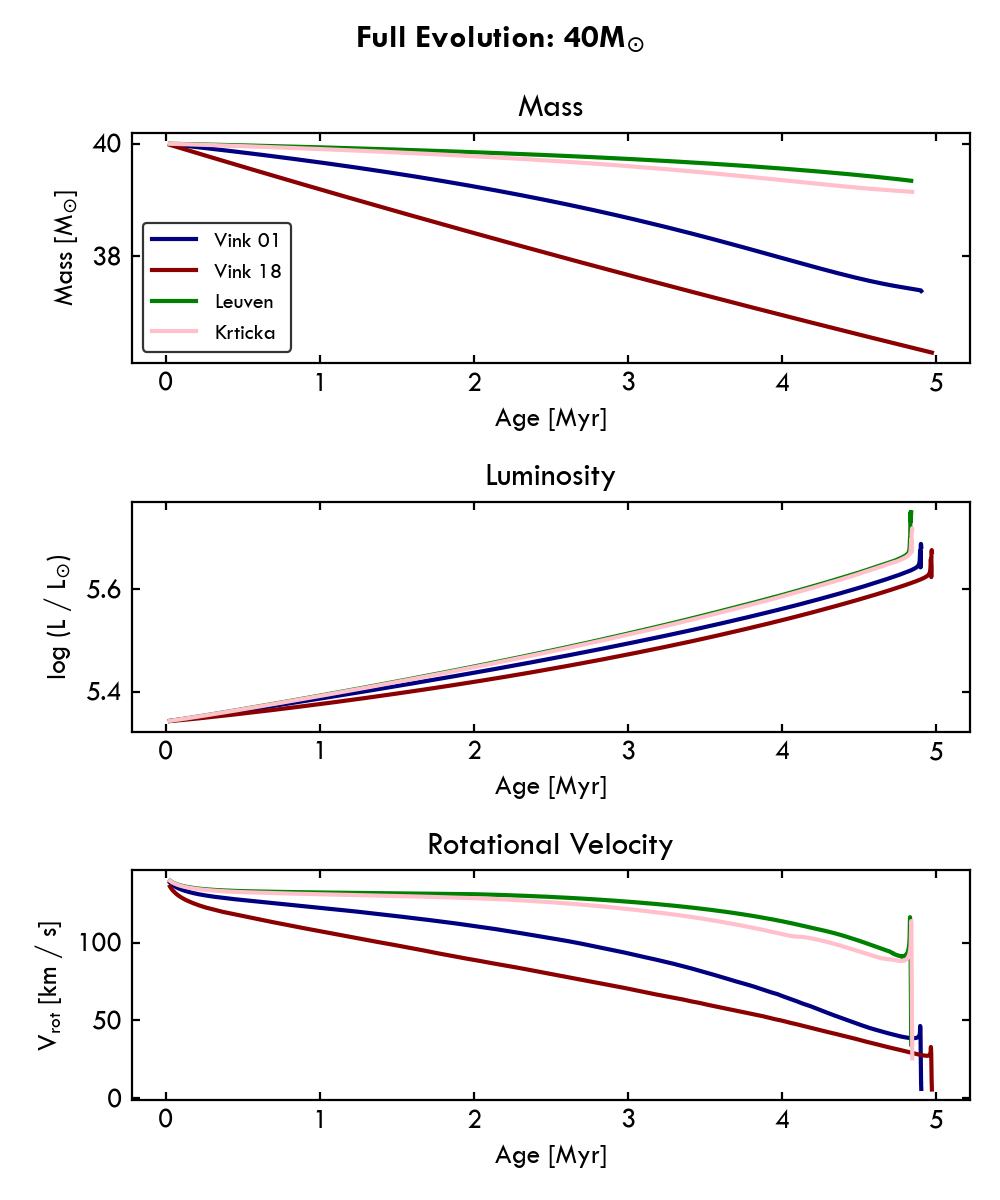 Full Evolution: 40M⊙
Mass
Mass [M⊙]
40
38
Vink 01
Vink 18
Leuven
Krticka
0 1 2 3 4 5
Age [Myr]
Luminosity
log (L / L⊙)
5.6
5.4
0 1 2 3 4 5
Age [Myr]
Rotational Velocity
Vrot [km / s]
100
50
0
0 1 2 3 4 5
Age [Myr]